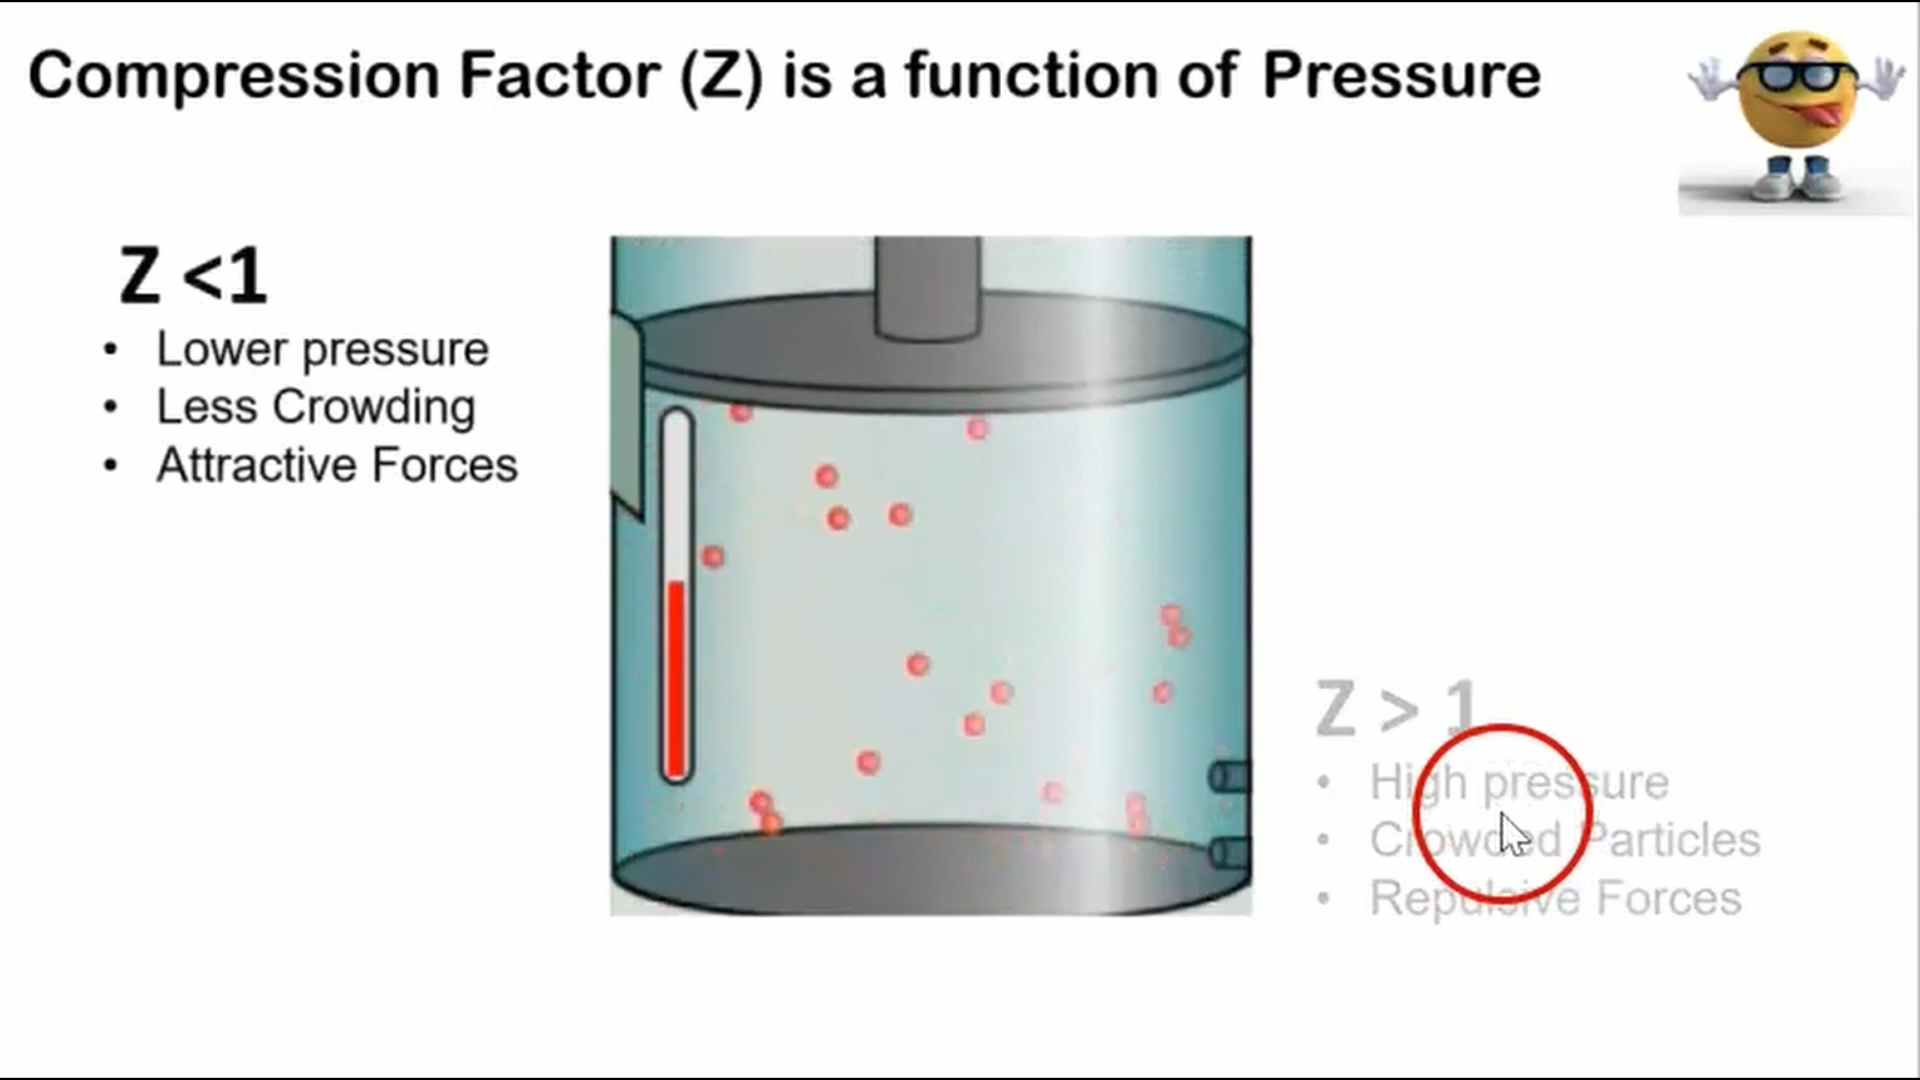 Compression Factor (Z) is a function of Pressure
Z <1
• Lower pressure
• Less Crowding
• Attractive Forces
Z > 1
• High pressure
• Crowded Particles
• Repulsive Forces